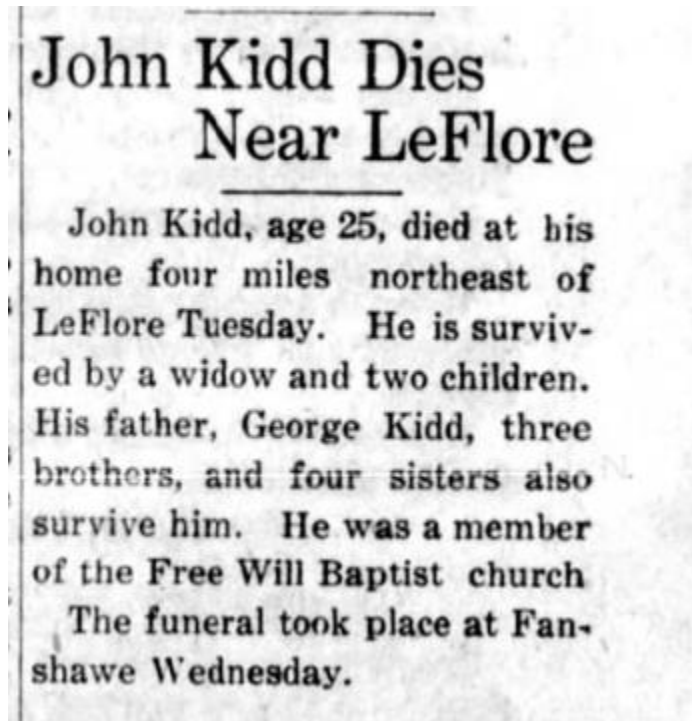 John Kidd Dies
Near LeFlore
John Kidd, age 25, died at his
home four miles northeast of
LeFlore Tuesday. He is surviv-
ed by a widow and two children.
His father, George Kidd, three
brothers, and four sisters also
survive him. He was a member
of the Free Will Baptist church
The funeral took place at Fan-
shawe Wednesday.